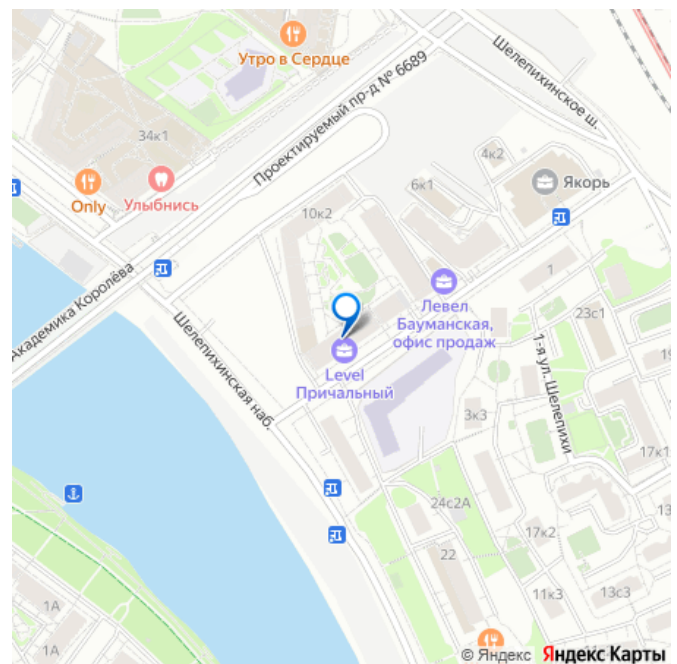 Утро в Сердце
Шелепихинское ш.
Проектируемый пр-д № 6689
34к1
4к2
Якорь
6к1
Only
Улыбнись
10к2
1
Академика Королёва
Левел
Бауманская,
офис продаж
23с1
Шелепихинская наб.
Level
Причальный
1-я ул. Шелепихи
3к3
17к1
24с2А
13
17к2
22
1А
11к3
13с3
1А
© Яндекс Яндекс Карты